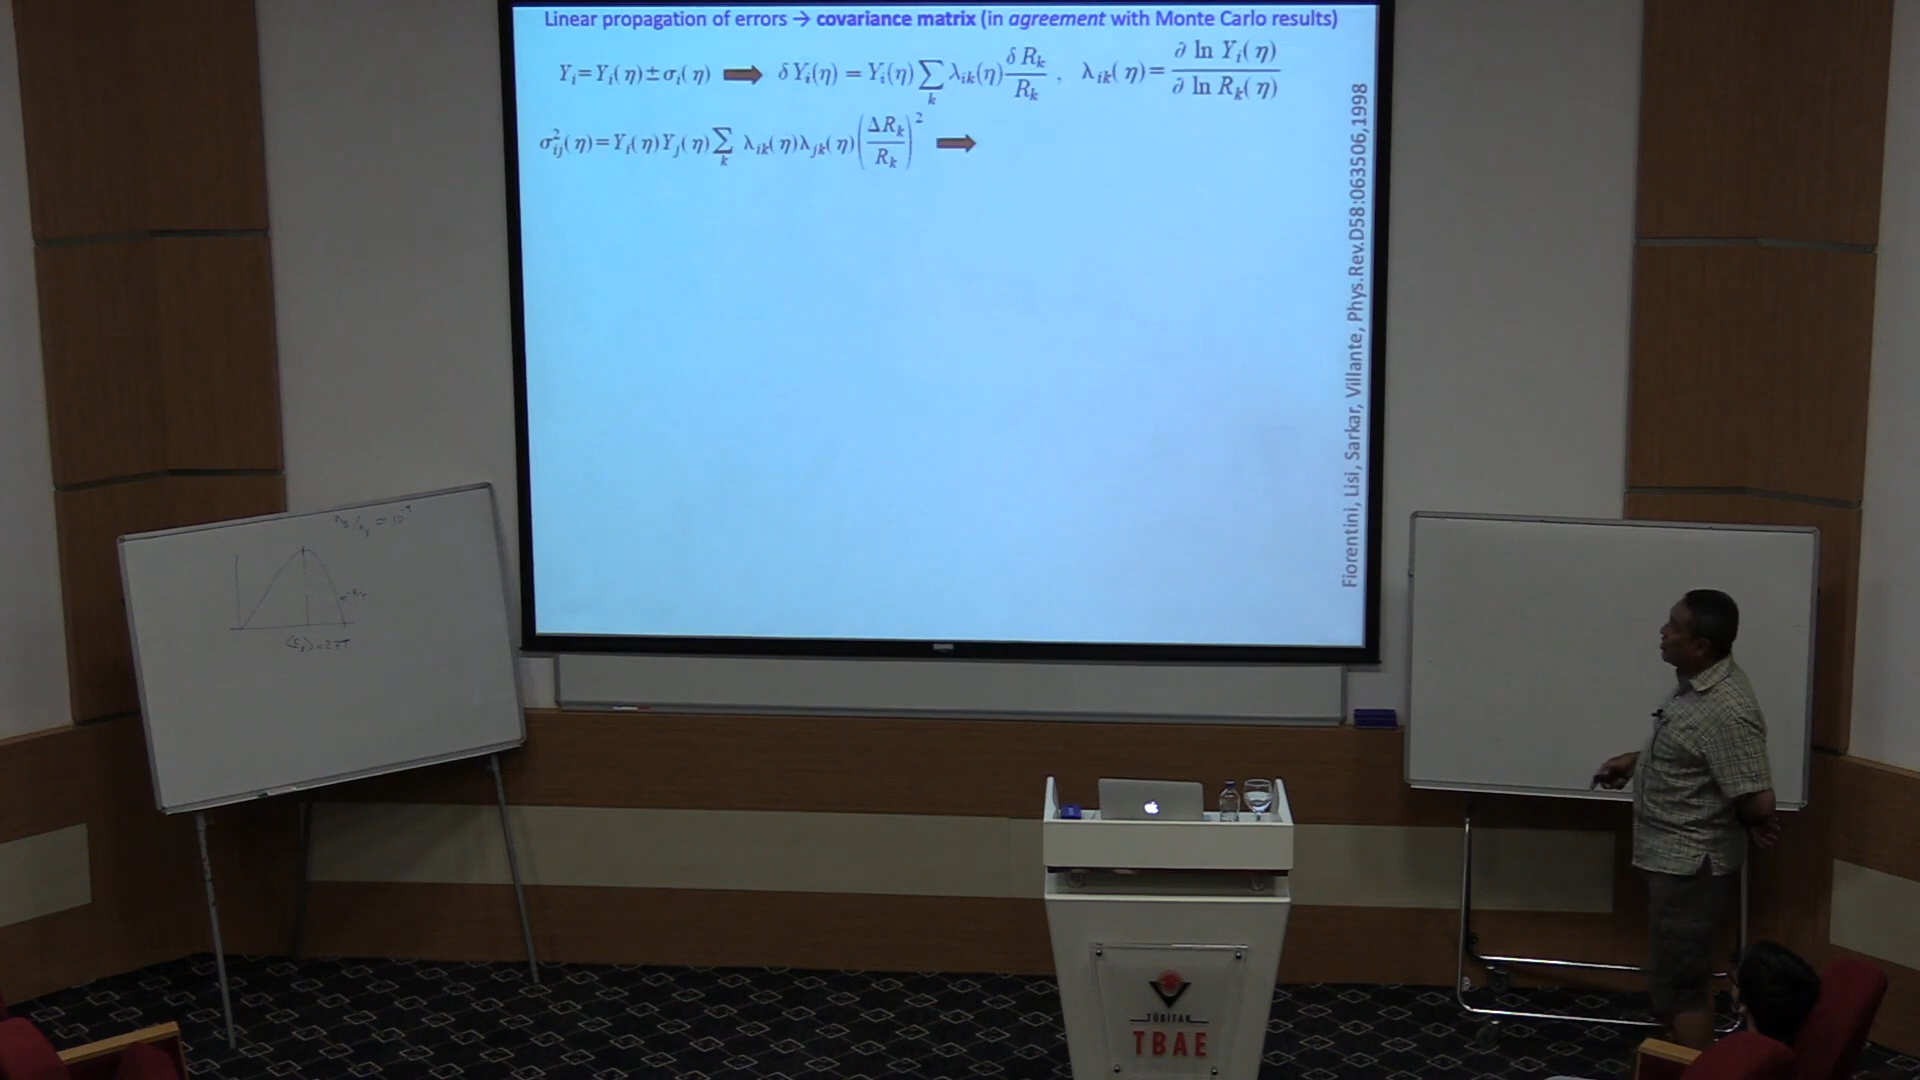 Linear propagation of errors → covariance matrix (in agreement with Monte Carlo results)
Y_i = Y_i(η) ± σ_i(η) → δY_i(η) = Y_i(η) ∑_k λ_ik(η) δR_k / R_k , λ_ik(η) = ∂ ln Y_i(η) / ∂ ln R_k(η)
σ²_ij(η) = Y_i(η) Y_j(η) ∑_k λ_ik(η) λ_jk(η) (ΔR_k / R_k)² →
Fiorentini, Lisi, Sarkar, Villante, Phys.Rev.D58:063506,1998
TÜBİTAK
TBAE